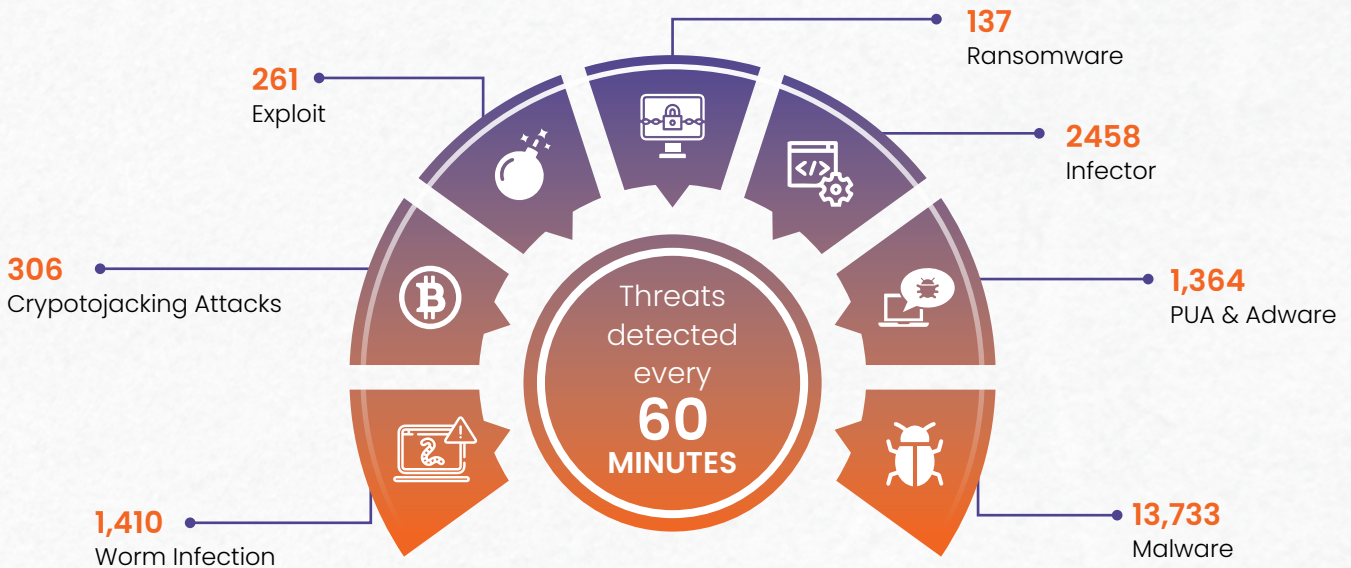 137
Ransomware
261
Exploit
2458
Infector
306
Crypotojacking Attacks
1,364
PUA & Adware
Threats
detected
every
60
MINUTES
1,410
Worm Infection
13,733
Malware